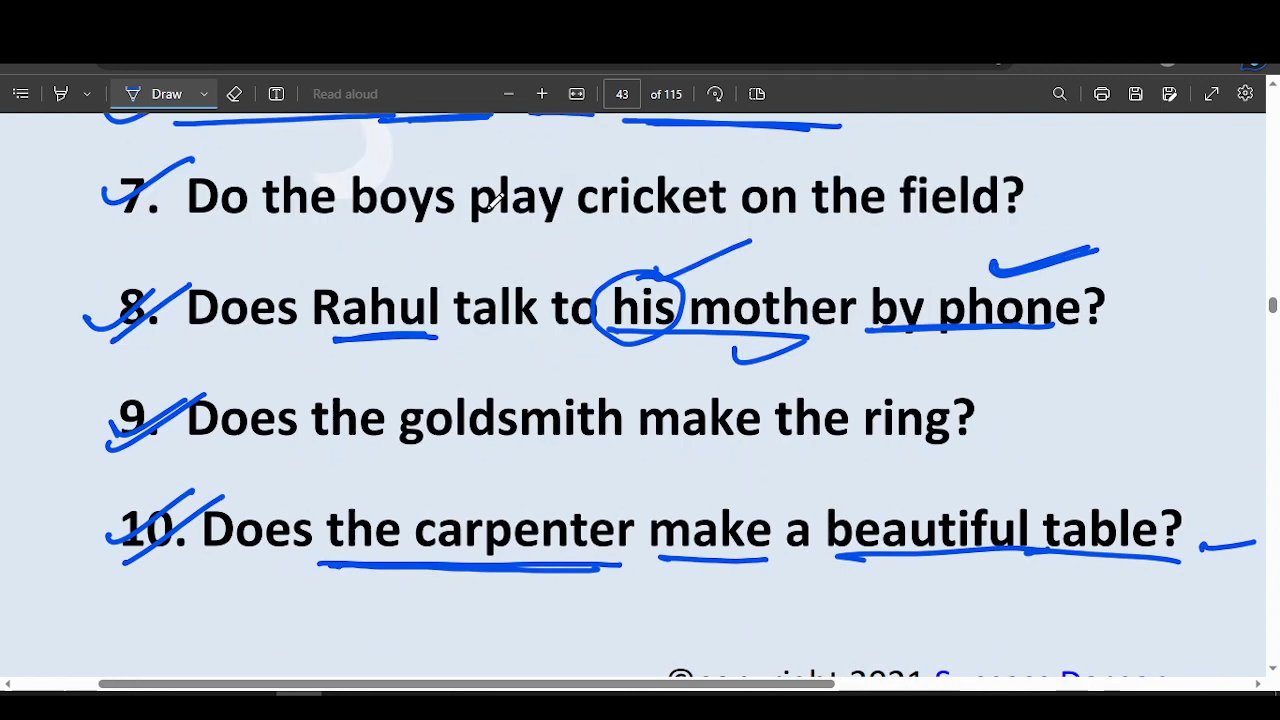 Draw
Read aloud
43
of 115
7. Do the boys play cricket on the field?
8. Does Rahul talk to his mother by phone?
9. Does the goldsmith make the ring?
10. Does the carpenter make a beautiful table?
©copyright 2021